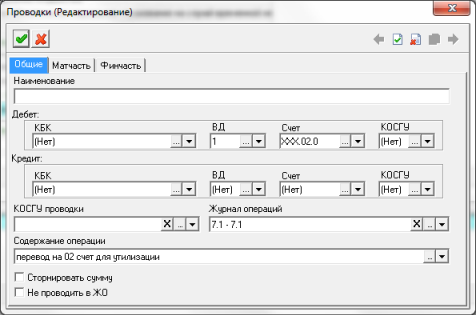 Проводки (Редактирование)
Общие Матчасть Финчасть
Наименование
Дебет:
КБК ВД Счет КОСГУ
(Нет) ... 1 ... XXX.02.0 ... (Нет) ...
Кредит:
КБК ВД Счет КОСГУ
(Нет) ... (Нет) ... (Нет) ... (Нет) ...
КОСГУ проводки Журнал операций
X ... 7.1 - 7.1 X ...
Содержание операции
перевод на 02 счет для утилизации ...
Сторнировать сумму
Не проводить в ЖО